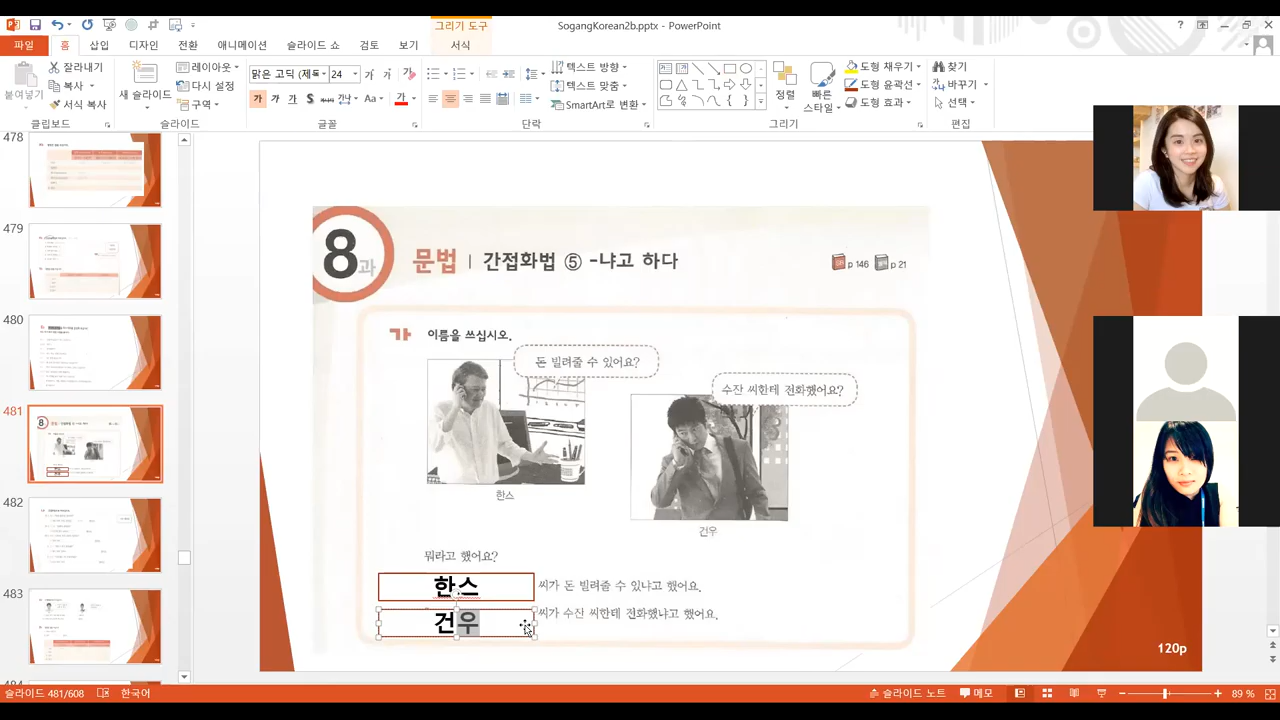 SogangKorean2b.pptx - PowerPoint
그리기 도구
파일
홈
삽입
디자인
전환
애니메이션
슬라이드 쇼
검토
보기
서식
붙여넣기
잘라내기
복사
서식 복사
클립보드
새 슬라이드
레이아웃
다시 설정
구역
슬라이드
맑은 고딕 (제목
24
글꼴
텍스트 방향
텍스트 맞춤
SmartArt로 변환
단락
정렬
빠른
스타일
도형 채우기
도형 윤곽선
도형 효과
그리기
찾기
바꾸기
선택
편집
478
479
480
481
482
483
8과 문법 | 간접화법 ⑤ -냐고 하다
p 146 p 21
가 이름을 쓰십시오.
돈 빌려줄 수 있어요?
수잔 씨한테 전화했어요?
한스
건우
뭐라고 했어요?
한스 씨가 돈 빌려줄 수 있냐고 했어요.
건우 씨가 수잔 씨한테 전화했냐고 했어요.
120p
슬라이드 481/608
한국어
슬라이드 노트
메모
89 %